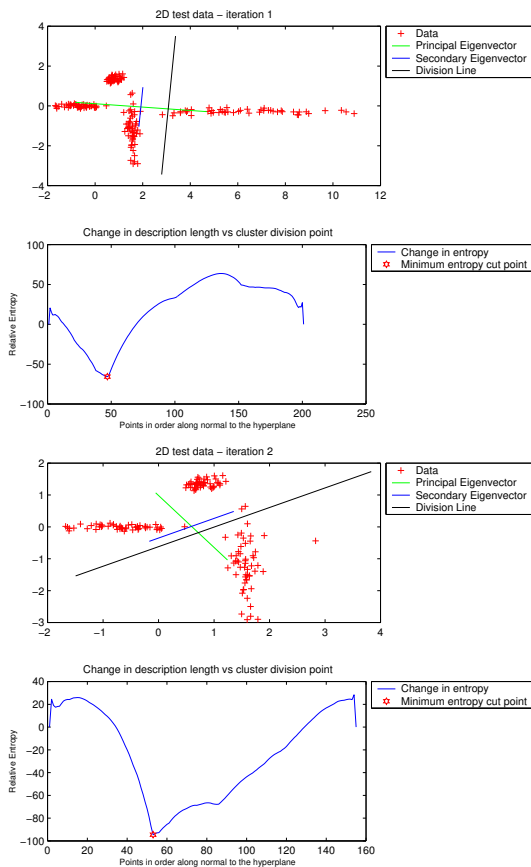 2D test data − iteration 1
4
2
0
−2
−4
−2 0 2 4 6 8 10 12
Data
Principal Eigenvector
Secondary Eigenvector
Division Line
Change in description length vs cluster division point
100
50
0
−50
−100
0 50 100 150 200 250
Relative Entropy
Points in order along normal to the hyperplane
Change in entropy
Minimum entropy cut point
2D test data − iteration 2
2
1
0
−1
−2
−3
−2 −1 0 1 2 3 4
Data
Principal Eigenvector
Secondary Eigenvector
Division Line
Change in description length vs cluster division point
40
20
0
−20
−40
−60
−80
−100
0 20 40 60 80 100 120 140 160
Relative Entropy
Points in order along normal to the hyperplane
Change in entropy
Minimum entropy cut point